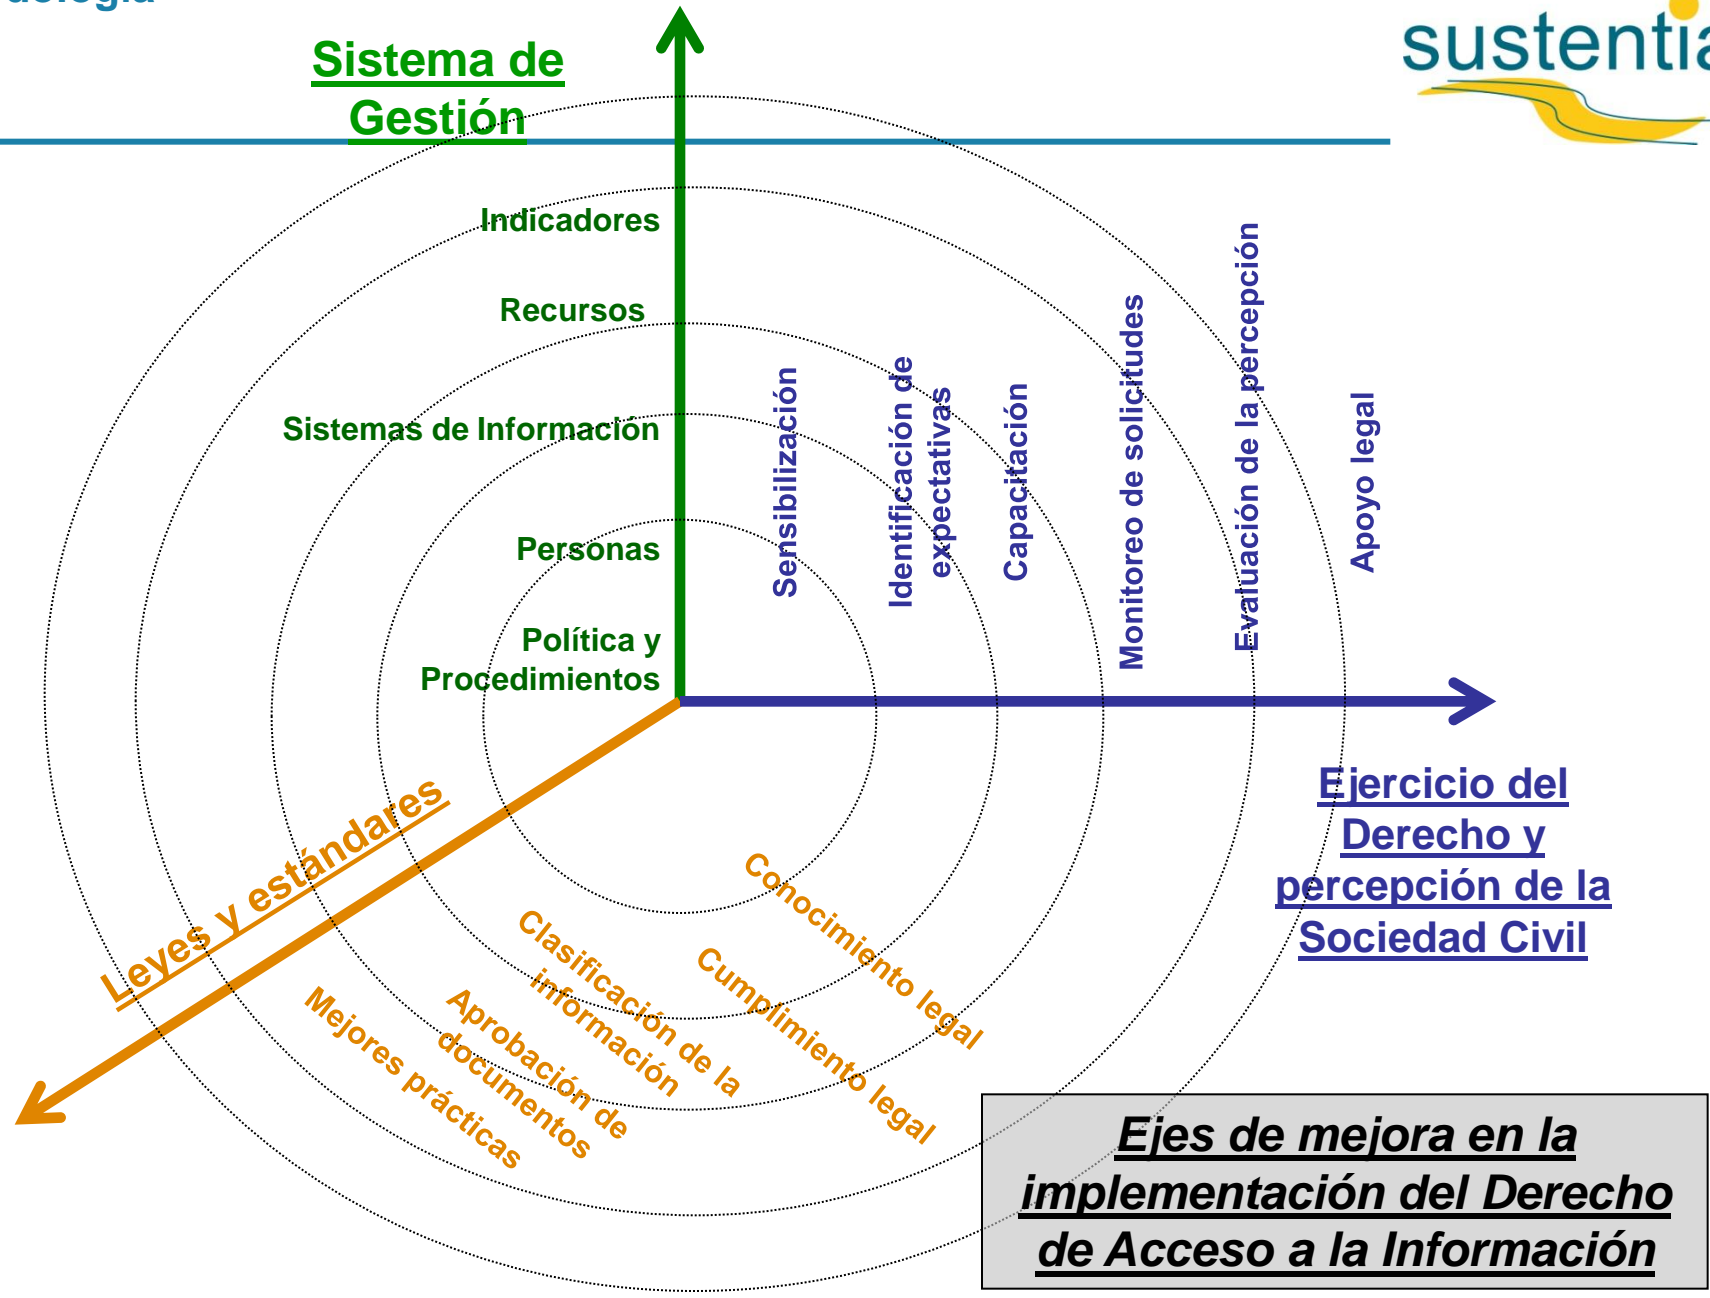 sustentia
Sistema de
Gestión
Indicadores
Recursos
Sistemas de Información
Personas
Política y
Procedimientos
Sensibilización
Identificación de
expectativas
Capacitación
Monitoreo de solicitudes
Evaluación de la percepción
Apoyo legal
Ejercicio del
Derecho y
percepción de la
Sociedad Civil
Leyes y estándares
Conocimiento legal
Cumplimiento legal
Clasificación de la
información
Aprobación de
documentos
Mejores prácticas
Ejes de mejora en la
implementación del Derecho
de Acceso a la Información